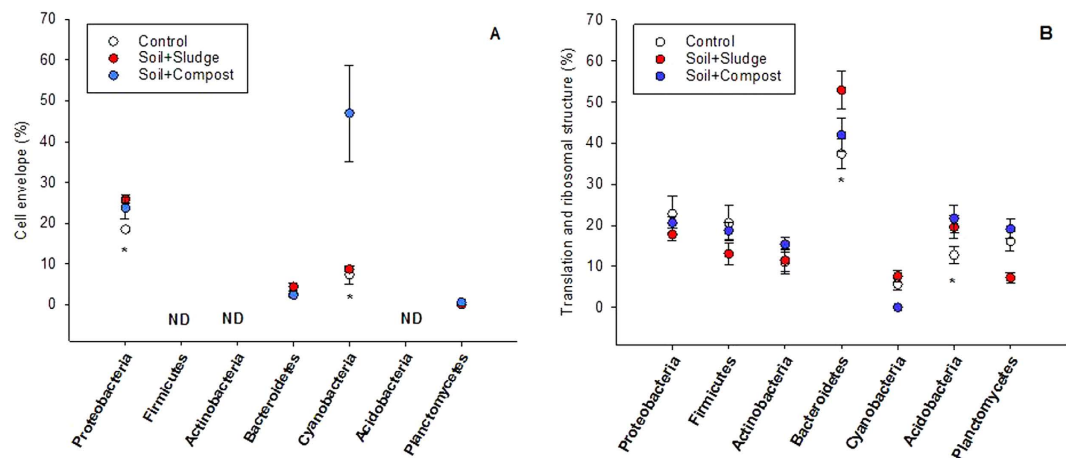 A
Control
Soil+Sludge
Soil+Compost
Cell envelope (%)
70
60
50
40
30
20
10
0
*
ND
ND
*
ND
Proteobacteria
Firmicutes
Actinobacteria
Bacteroidetes
Cyanobacteria
Acidobacteria
Planctomycetes
B
Control
Soil+Sludge
Soil+Compost
Translation and ribosomal structure (%)
70
60
50
40
30
20
10
0
*
*
Proteobacteria
Firmicutes
Actinobacteria
Bacteroidetes
Cyanobacteria
Acidobacteria
Planctomycetes